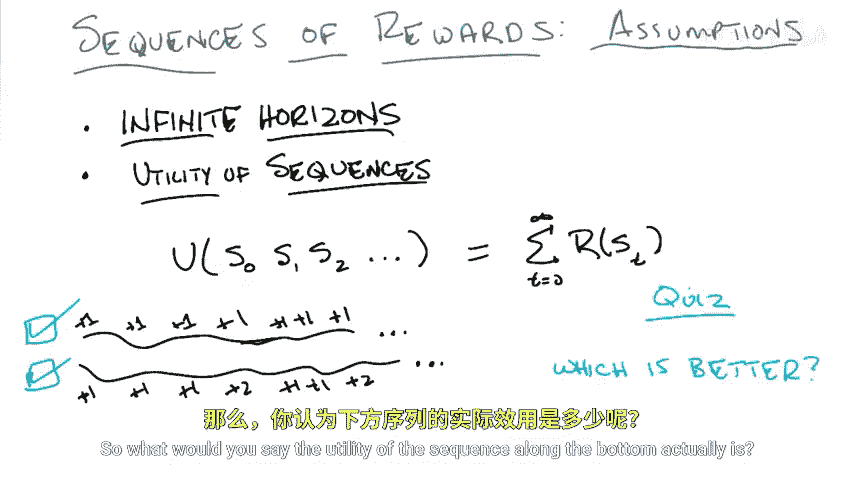 SEQUENCES OF REWARDS: ASSUMPTIONS
• INFINITE HORIZONS
• UTILITY OF SEQUENCES
U(S₀ S₁ S₂ ...) = ∑_{t=0}^{∞} R(S_t)
Quiz
+1 +1 +1 +1 +1 +1 +1 ...
WHICH IS BETTER?
...
+1 +1 +1 +2 +1 +1 +2
那么，你认为下方序列的实际效用是多少呢？
So what would you say the utility of the sequence along the bottom actually is?